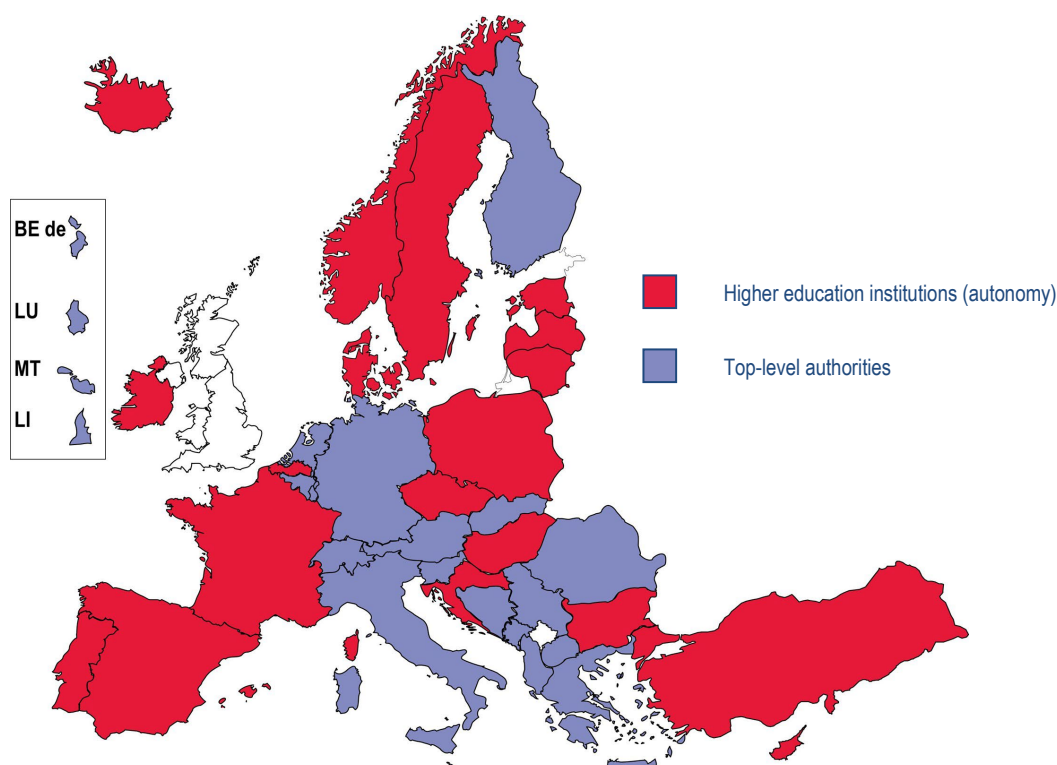 BE de
LU
MT
LI
Higher education institutions (autonomy)
Top-level authorities